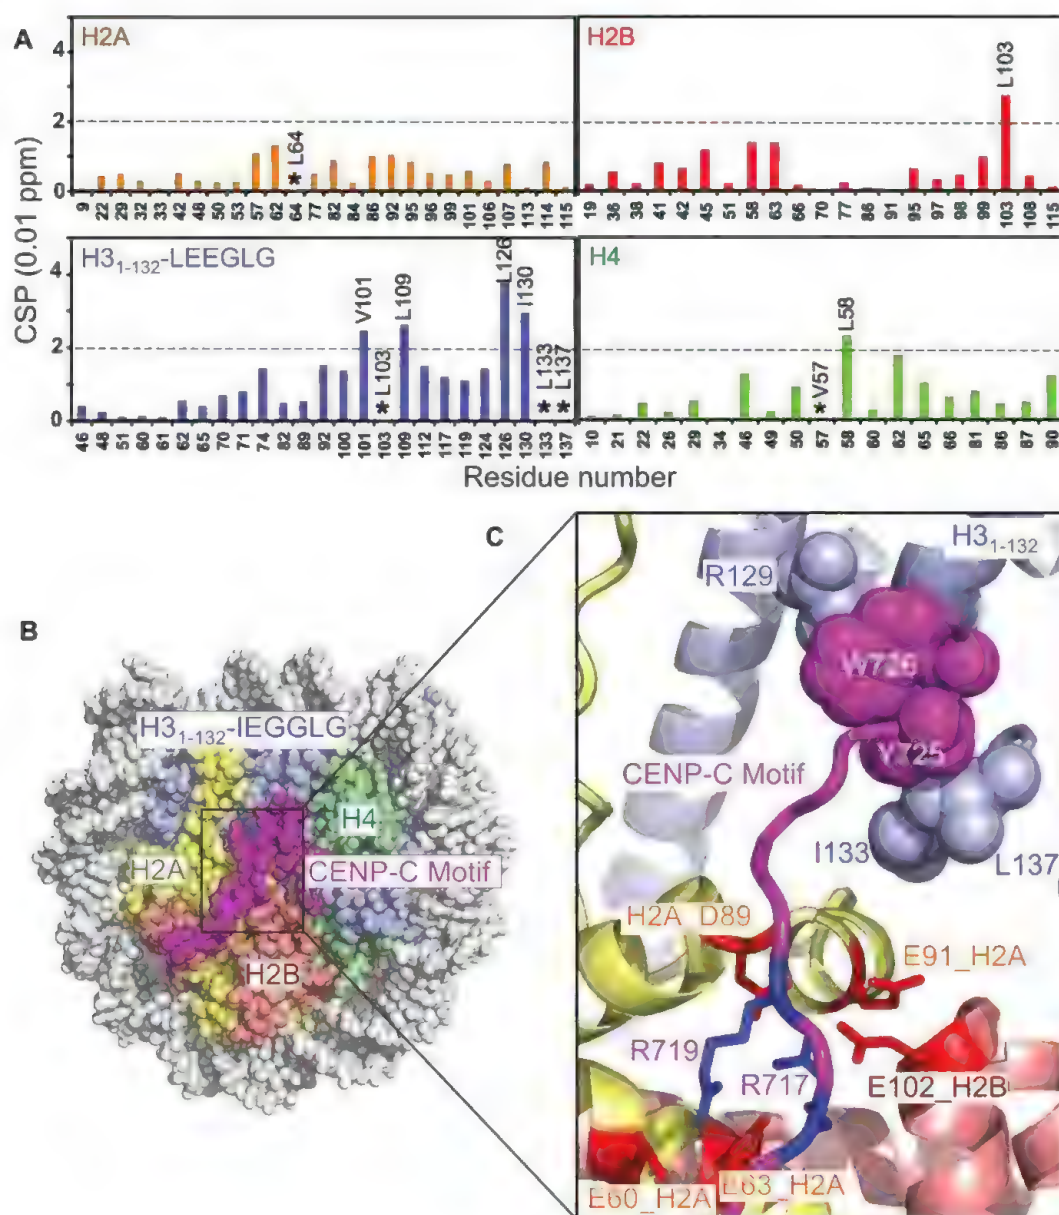 A
H2A
H2B
L64
L103
4
2
0
9 22 29 32 33 42 48 50 53 57 62 64 77 82 84 86 92 95 96 99 101 106 107 113 114 115
19 36 38 41 42 45 51 58 63 66 70 77 86 91 95 97 98 99 103 108 115
CSP (0.01 ppm)
H3₁₋₁₃₂-LEEGLG
H4
V101
L103
L109
L126
I130
L133
L137
V57
L58
4
2
0
46 48 51 60 61 62 65 70 71 74 82 89 92 100 101 103 109 112 117 119 124 126 130 133 137
10 21 22 26 29 34 46 49 50 57 58 60 62 65 66 81 86 87 90
Residue number
B
H3₁₋₁₃₂-IEGGLG
H4
H2A
CENP-C Motif
H2B
C
H3₁₋₁₃₂
R129
W726
Y725
CENP-C Motif
I133
L137
H2A_D89
E91_H2A
R719
R717
E102_H2B
E60_H2A
E63_H2A